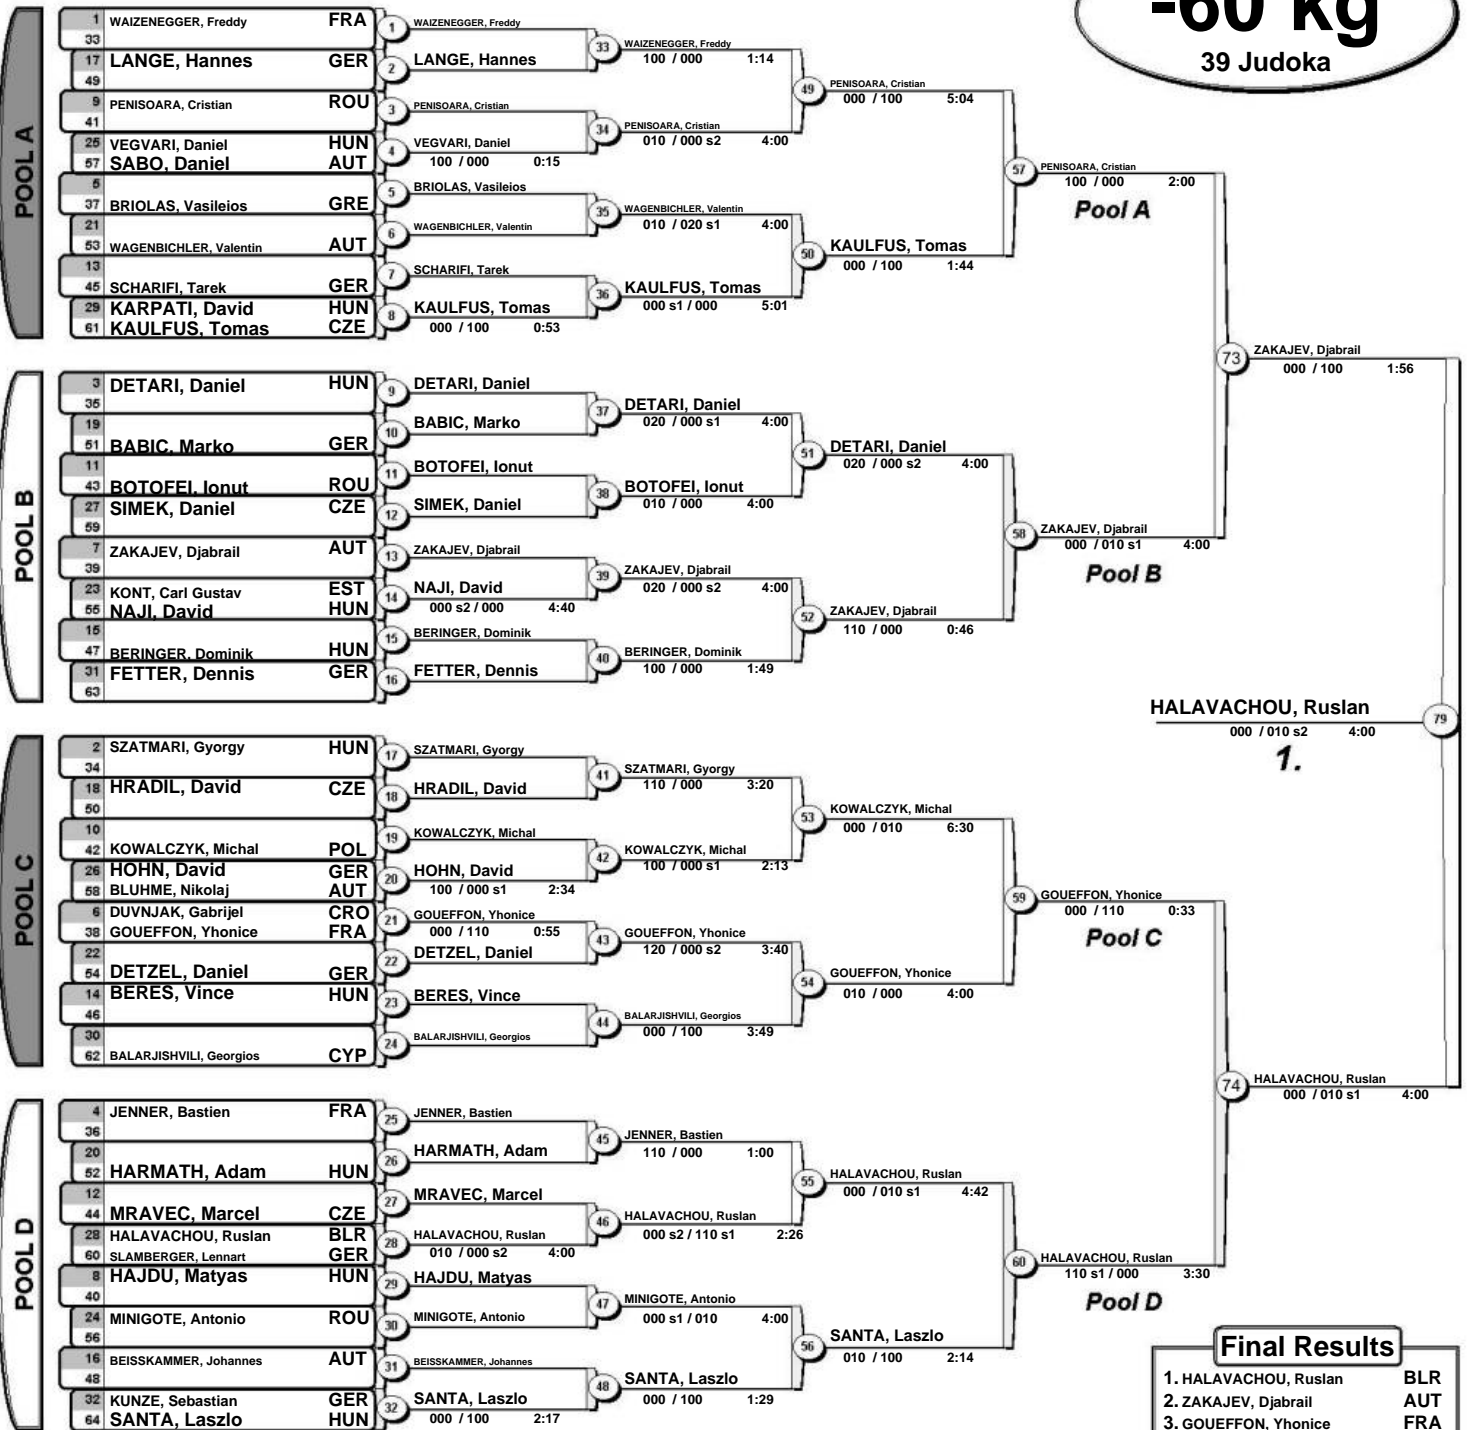 -60 kg
39 Judoka
POOL A
1 WAIZENEGGER, Freddy FRA
33
17 LANGE, Hannes GER
49
9 PENISOARA, Cristian ROU
41
25 VEGVARI, Daniel HUN
57 SABO, Daniel AUT
5
37 BRIOLAS, Vasileios GRE
21
53 WAGENBICHLER, Valentin AUT
13
45 SCHARIFI, Tarek GER
29 KARPATI, David HUN
61 KAULFUS, Tomas CZE
1 WAIZENEGGER, Freddy
2 LANGE, Hannes
3 PENISOARA, Cristian
4 VEGVARI, Daniel
100 / 000 0:15
5 BRIOLAS, Vasileios
6 WAGENBICHLER, Valentin
7 SCHARIFI, Tarek
8 KAULFUS, Tomas
000 / 100 0:53
33 WAIZENEGGER, Freddy
100 / 000 1:14
34 PENISOARA, Cristian
010 / 000 s2 4:00
35 WAGENBICHLER, Valentin
010 / 020 s1 4:00
36 KAULFUS, Tomas
000 s1 / 000 5:01
49 PENISOARA, Cristian
000 / 100 5:04
50 KAULFUS, Tomas
000 / 100 1:44
57 PENISOARA, Cristian
100 / 000 2:00
Pool A
POOL B
3 DETARI, Daniel HUN
35
19
51 BABIC, Marko GER
11
43 BOTOFEI, Ionut ROU
27 SIMEK, Daniel CZE
59
7 ZAKAJEV, Djabrail AUT
39
23 KONT, Carl Gustav EST
55 NAJI, David HUN
15
47 BERINGER, Dominik HUN
31 FETTER, Dennis GER
63
9 DETARI, Daniel
10 BABIC, Marko
11 BOTOFEI, Ionut
12 SIMEK, Daniel
13 ZAKAJEV, Djabrail
14 NAJI, David
000 s2 / 000 4:40
15 BERINGER, Dominik
16 FETTER, Dennis
37 DETARI, Daniel
020 / 000 s1 4:00
38 BOTOFEI, Ionut
010 / 000 4:00
39 ZAKAJEV, Djabrail
020 / 000 s2 4:00
40 BERINGER, Dominik
100 / 000 1:49
51 DETARI, Daniel
020 / 000 s2 4:00
52 ZAKAJEV, Djabrail
110 / 000 0:46
58 ZAKAJEV, Djabrail
000 / 010 s1 4:00
Pool B
73 ZAKAJEV, Djabrail
000 / 100 1:56
HALAVACHOU, Ruslan 79
000 / 010 s2 4:00
1.
POOL C
2 SZATMARI, Gyorgy HUN
34
18 HRADIL, David CZE
50
10
42 KOWALCZYK, Michal POL
26 HOHN, David GER
58 BLUHME, Nikolaj AUT
6 DUVNJAK, Gabrijel CRO
38 GOUEFFON, Yhonice FRA
22
54 DETZEL, Daniel GER
14 BERES, Vince HUN
46
30
62 BALARJISHVILI, Georgios CYP
17 SZATMARI, Gyorgy
18 HRADIL, David
19 KOWALCZYK, Michal
20 HOHN, David
100 / 000 s1 2:34
21 GOUEFFON, Yhonice
000 / 110 0:55
22 DETZEL, Daniel
23 BERES, Vince
24 BALARJISHVILI, Georgios
41 SZATMARI, Gyorgy
110 / 000 3:20
42 KOWALCZYK, Michal
100 / 000 s1 2:13
43 GOUEFFON, Yhonice
120 / 000 s2 3:40
44 BALARJISHVILI, Georgios
000 / 100 3:49
53 KOWALCZYK, Michal
000 / 010 6:30
54 GOUEFFON, Yhonice
010 / 000 4:00
59 GOUEFFON, Yhonice
000 / 110 0:33
Pool C
POOL D
4 JENNER, Bastien FRA
36
20
52 HARMATH, Adam HUN
12
44 MRAVEC, Marcel CZE
28 HALAVACHOU, Ruslan BLR
60 SLAMBERGER, Lennart GER
8 HAJDU, Matyas HUN
40
24 MINIGOTE, Antonio ROU
56
16 BEISSKAMMER, Johannes AUT
48
32 KUNZE, Sebastian GER
64 SANTA, Laszlo HUN
25 JENNER, Bastien
26 HARMATH, Adam
27 MRAVEC, Marcel
28 HALAVACHOU, Ruslan
010 / 000 s2 4:00
29 HAJDU, Matyas
30 MINIGOTE, Antonio
31 BEISSKAMMER, Johannes
32 SANTA, Laszlo
000 / 100 2:17
45 JENNER, Bastien
110 / 000 1:00
46 HALAVACHOU, Ruslan
000 s2 / 110 s1 2:26
47 MINIGOTE, Antonio
000 s1 / 010 4:00
48 SANTA, Laszlo
000 / 100 1:29
55 HALAVACHOU, Ruslan
000 / 010 s1 4:42
56 SANTA, Laszlo
010 / 100 2:14
60 HALAVACHOU, Ruslan
110 s1 / 000 3:30
Pool D
74 HALAVACHOU, Ruslan
000 / 010 s1 4:00
Final Results
1. HALAVACHOU, Ruslan BLR
2. ZAKAJEV, Djabrail AUT
3. GOUEFFON, Yhonice FRA